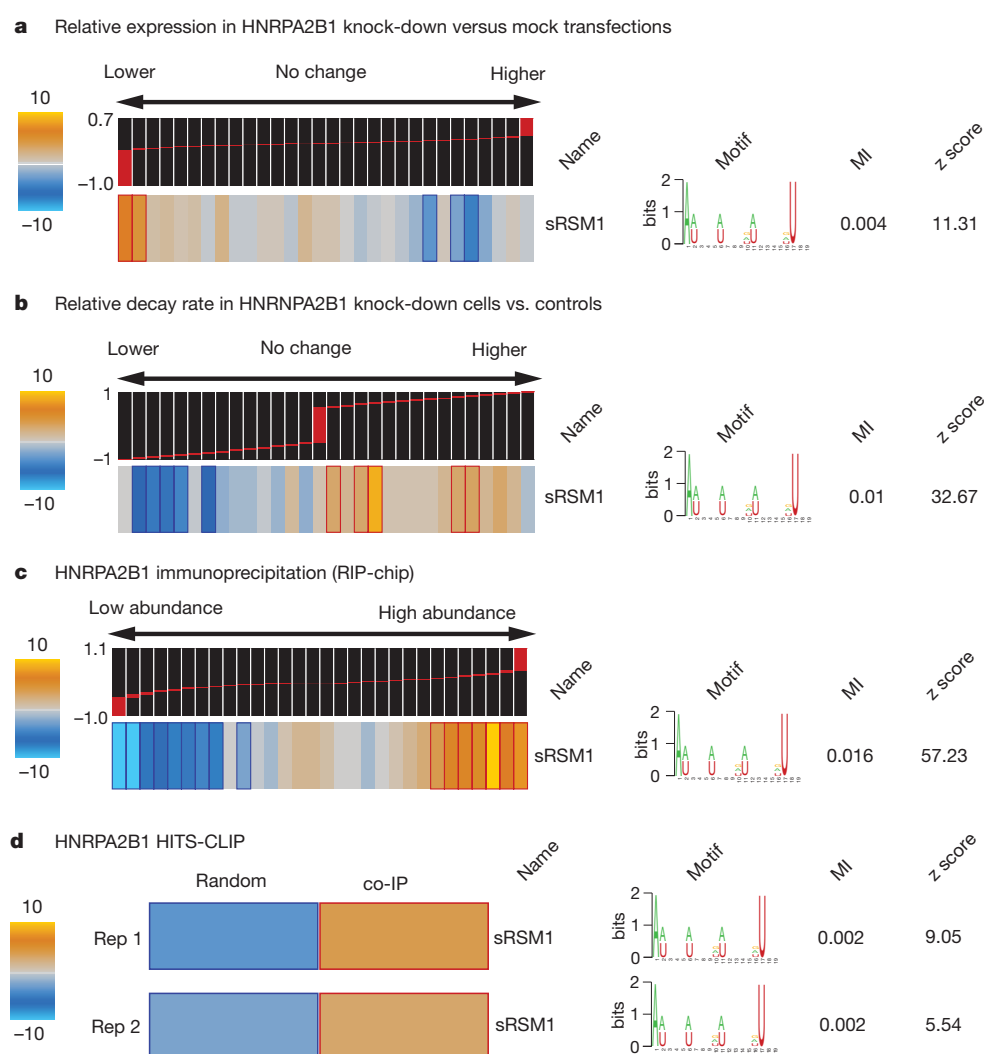 a Relative expression in HNRPA2B1 knock-down versus mock transfections
Lower No change Higher
10
−10
0.7
−1.0
Name Motif MI z score
sRSM1
bits
2
1
0
0.004 11.31
b Relative decay rate in HNRNPA2B1 knock-down cells vs. controls
Lower No change Higher
10
−10
1
−1
Name Motif MI z score
sRSM1
bits
2
1
0
0.01 32.67
c HNRPA2B1 immunoprecipitation (RIP-chip)
Low abundance High abundance
10
−10
1.1
−1.0
Name Motif MI z score
sRSM1
bits
2
1
0
0.016 57.23
d HNRPA2B1 HITS-CLIP
Random co-IP
10
−10
Name Motif MI z score
Rep 1 sRSM1
bits
2
1
0
0.002 9.05
Rep 2 sRSM1
bits
2
1
0
0.002 5.54